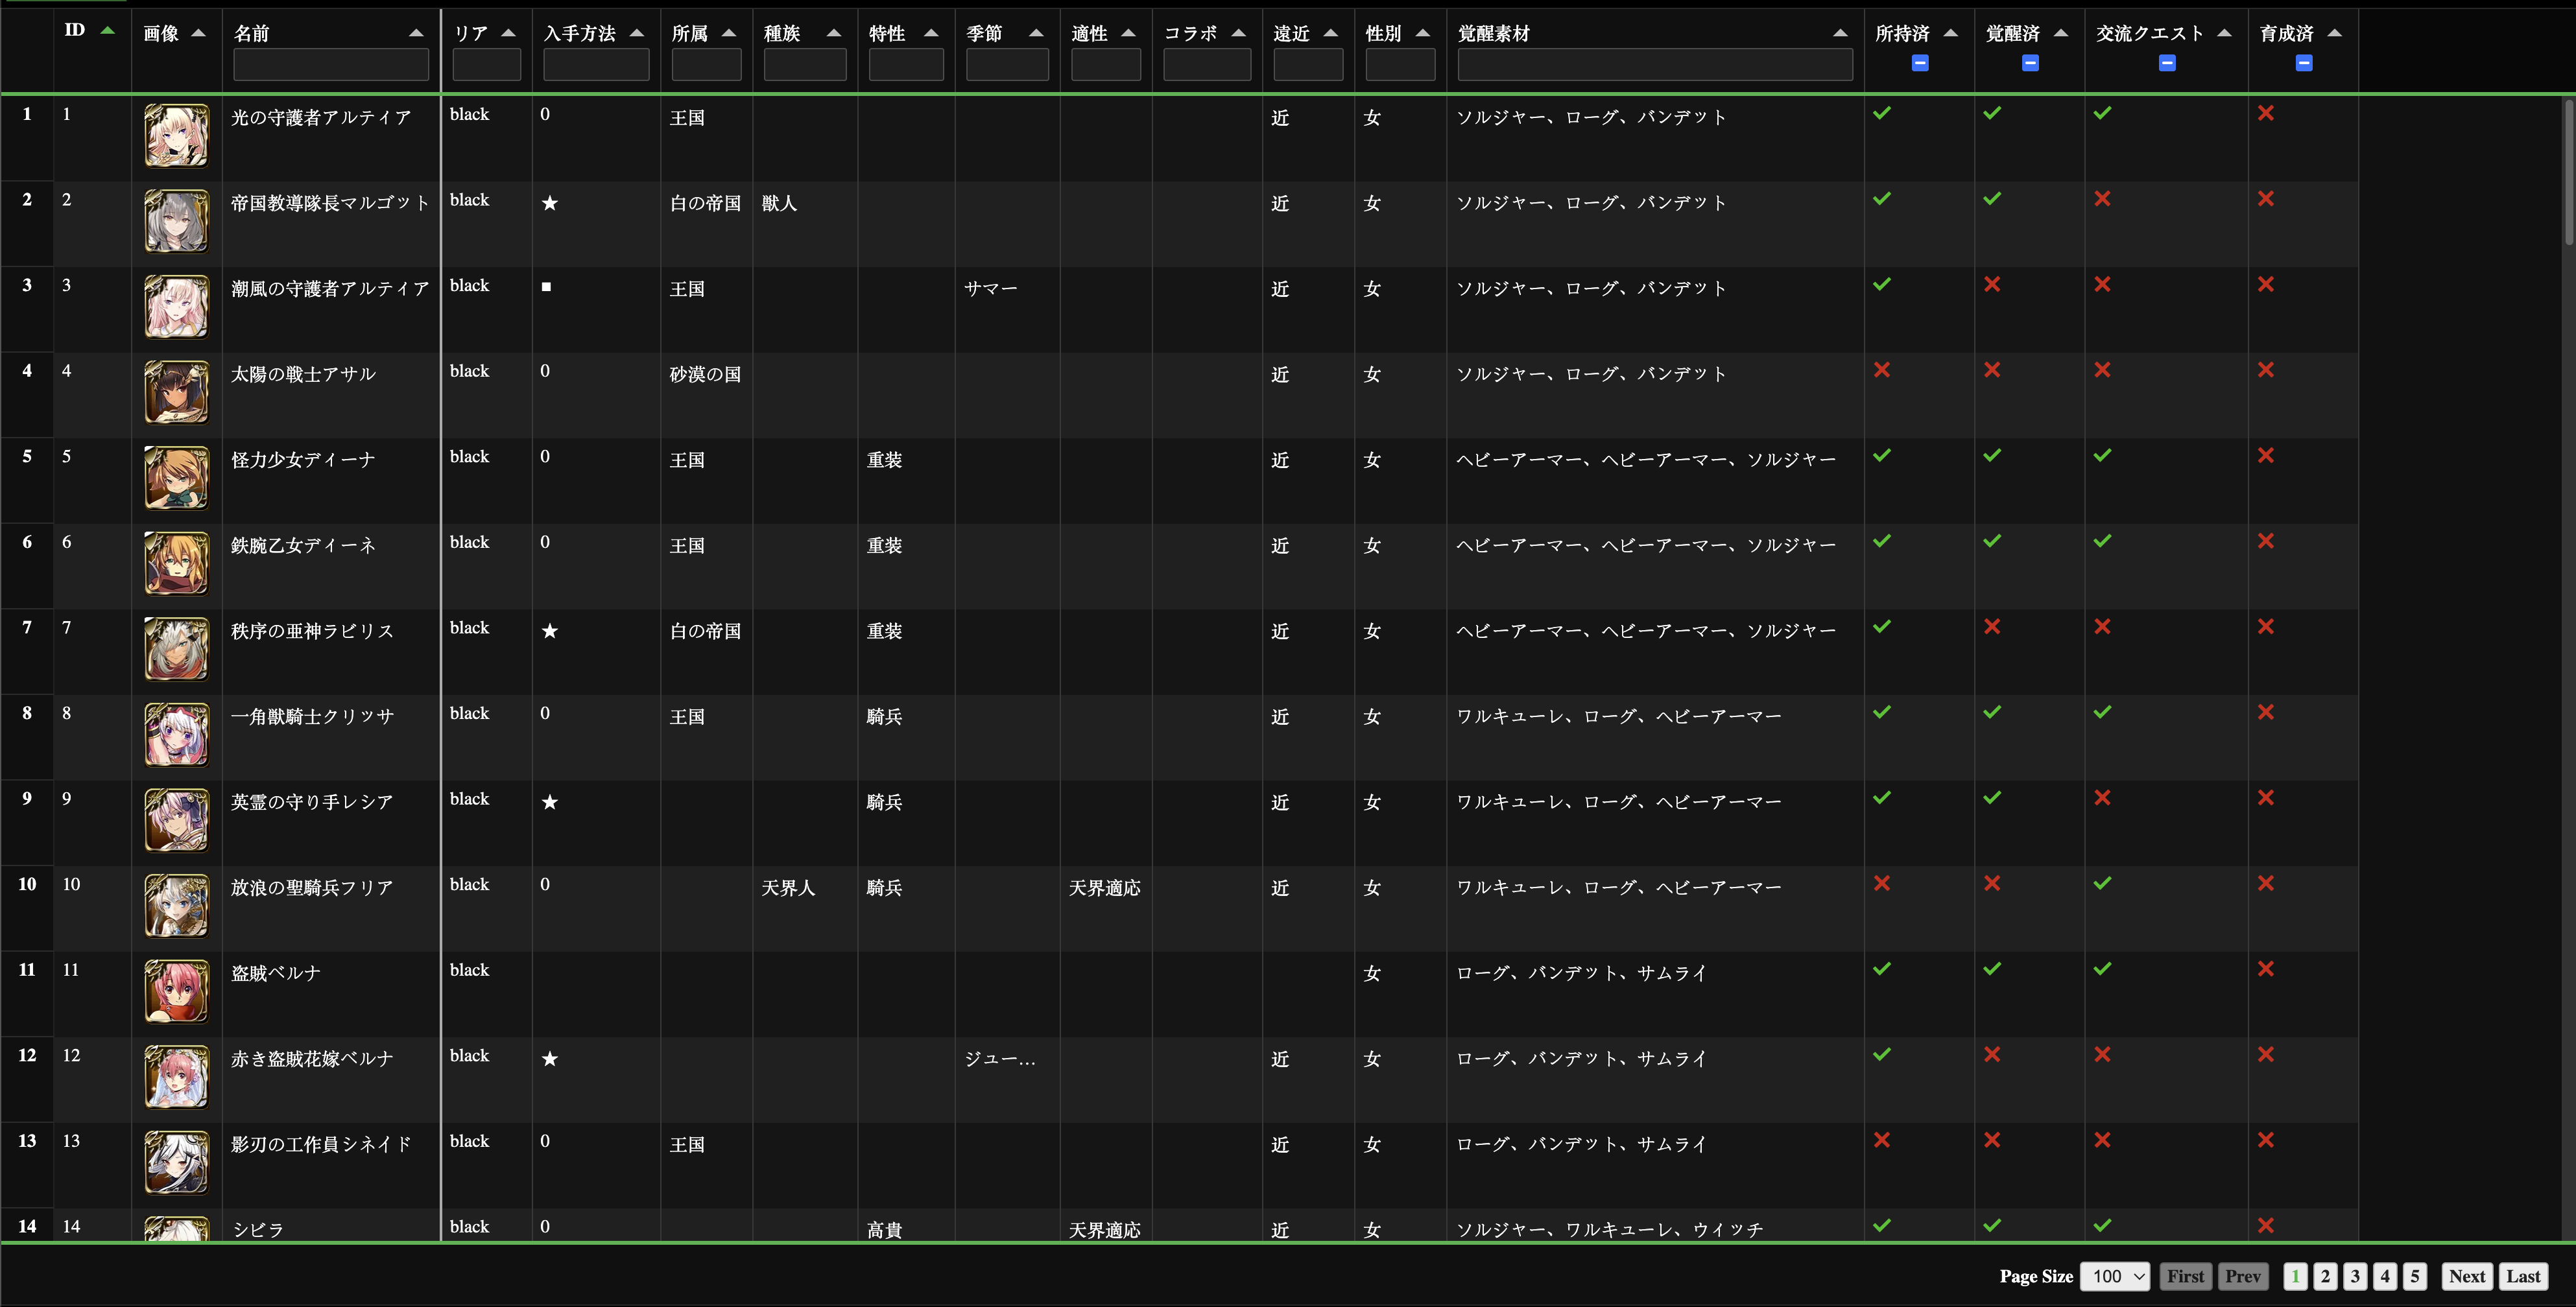 ID 画像 名前 リア 入手方法 所属 種族 特性 季節 適性 コラボ 遠近 性別 覚醒素材 所持済 覚醒済 交流クエスト 育成済
1 1 光の守護者アルティア black 0 王国 近 女 ソルジャー、ローグ、バンデット
2 2 帝国教導隊長マルゴット black ★ 白の帝国 獣人 近 女 ソルジャー、ローグ、バンデット
3 3 潮風の守護者アルティア black ■ 王国 サマー 近 女 ソルジャー、ローグ、バンデット
4 4 太陽の戦士アサル black 0 砂漠の国 近 女 ソルジャー、ローグ、バンデット
5 5 怪力少女ディーナ black 0 王国 重装 近 女 ヘビーアーマー、ヘビーアーマー、ソルジャー
6 6 鉄腕乙女ディーネ black 0 王国 重装 近 女 ヘビーアーマー、ヘビーアーマー、ソルジャー
7 7 秩序の亜神ラビリス black ★ 白の帝国 重装 近 女 ヘビーアーマー、ヘビーアーマー、ソルジャー
8 8 一角獣騎士クリッサ black 0 王国 騎兵 近 女 ワルキューレ、ローグ、ヘビーアーマー
9 9 英霊の守り手レシア black ★ 騎兵 近 女 ワルキューレ、ローグ、ヘビーアーマー
10 10 放浪の聖騎兵フリア black 0 天界人 騎兵 天界適応 近 女 ワルキューレ、ローグ、ヘビーアーマー
11 11 盗賊ベルナ black 女 ローグ、バンデット、サムライ
12 12 赤き盗賊花嫁ベルナ black ★ ジュー… 近 女 ローグ、バンデット、サムライ
13 13 影刃の工作員シネイド black 0 王国 近 女 ローグ、バンデット、サムライ
14 14 シビラ black 0 高貴 天界適応 近 女 ソルジャー、ワルキューレ、ウィッチ
Page Size 100 First Prev 1 2 3 4 5 Next Last